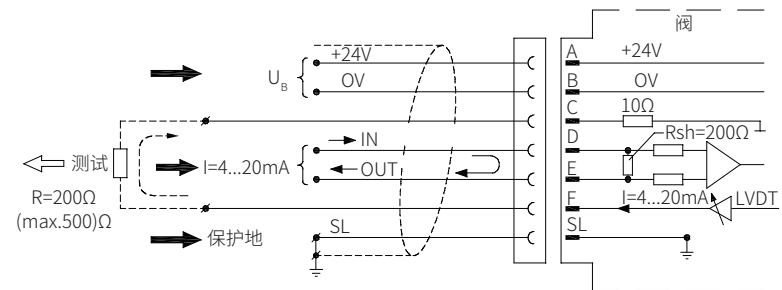 阀
+24V
A
+24V
U_B
OV
B
OV
C
10Ω
IN
D
Rsh=200Ω
测试
I=4...20mA
OUT
E
R=200Ω
(max.500)Ω
F
I=4...20mA
LVDT
保护地
SL
SL